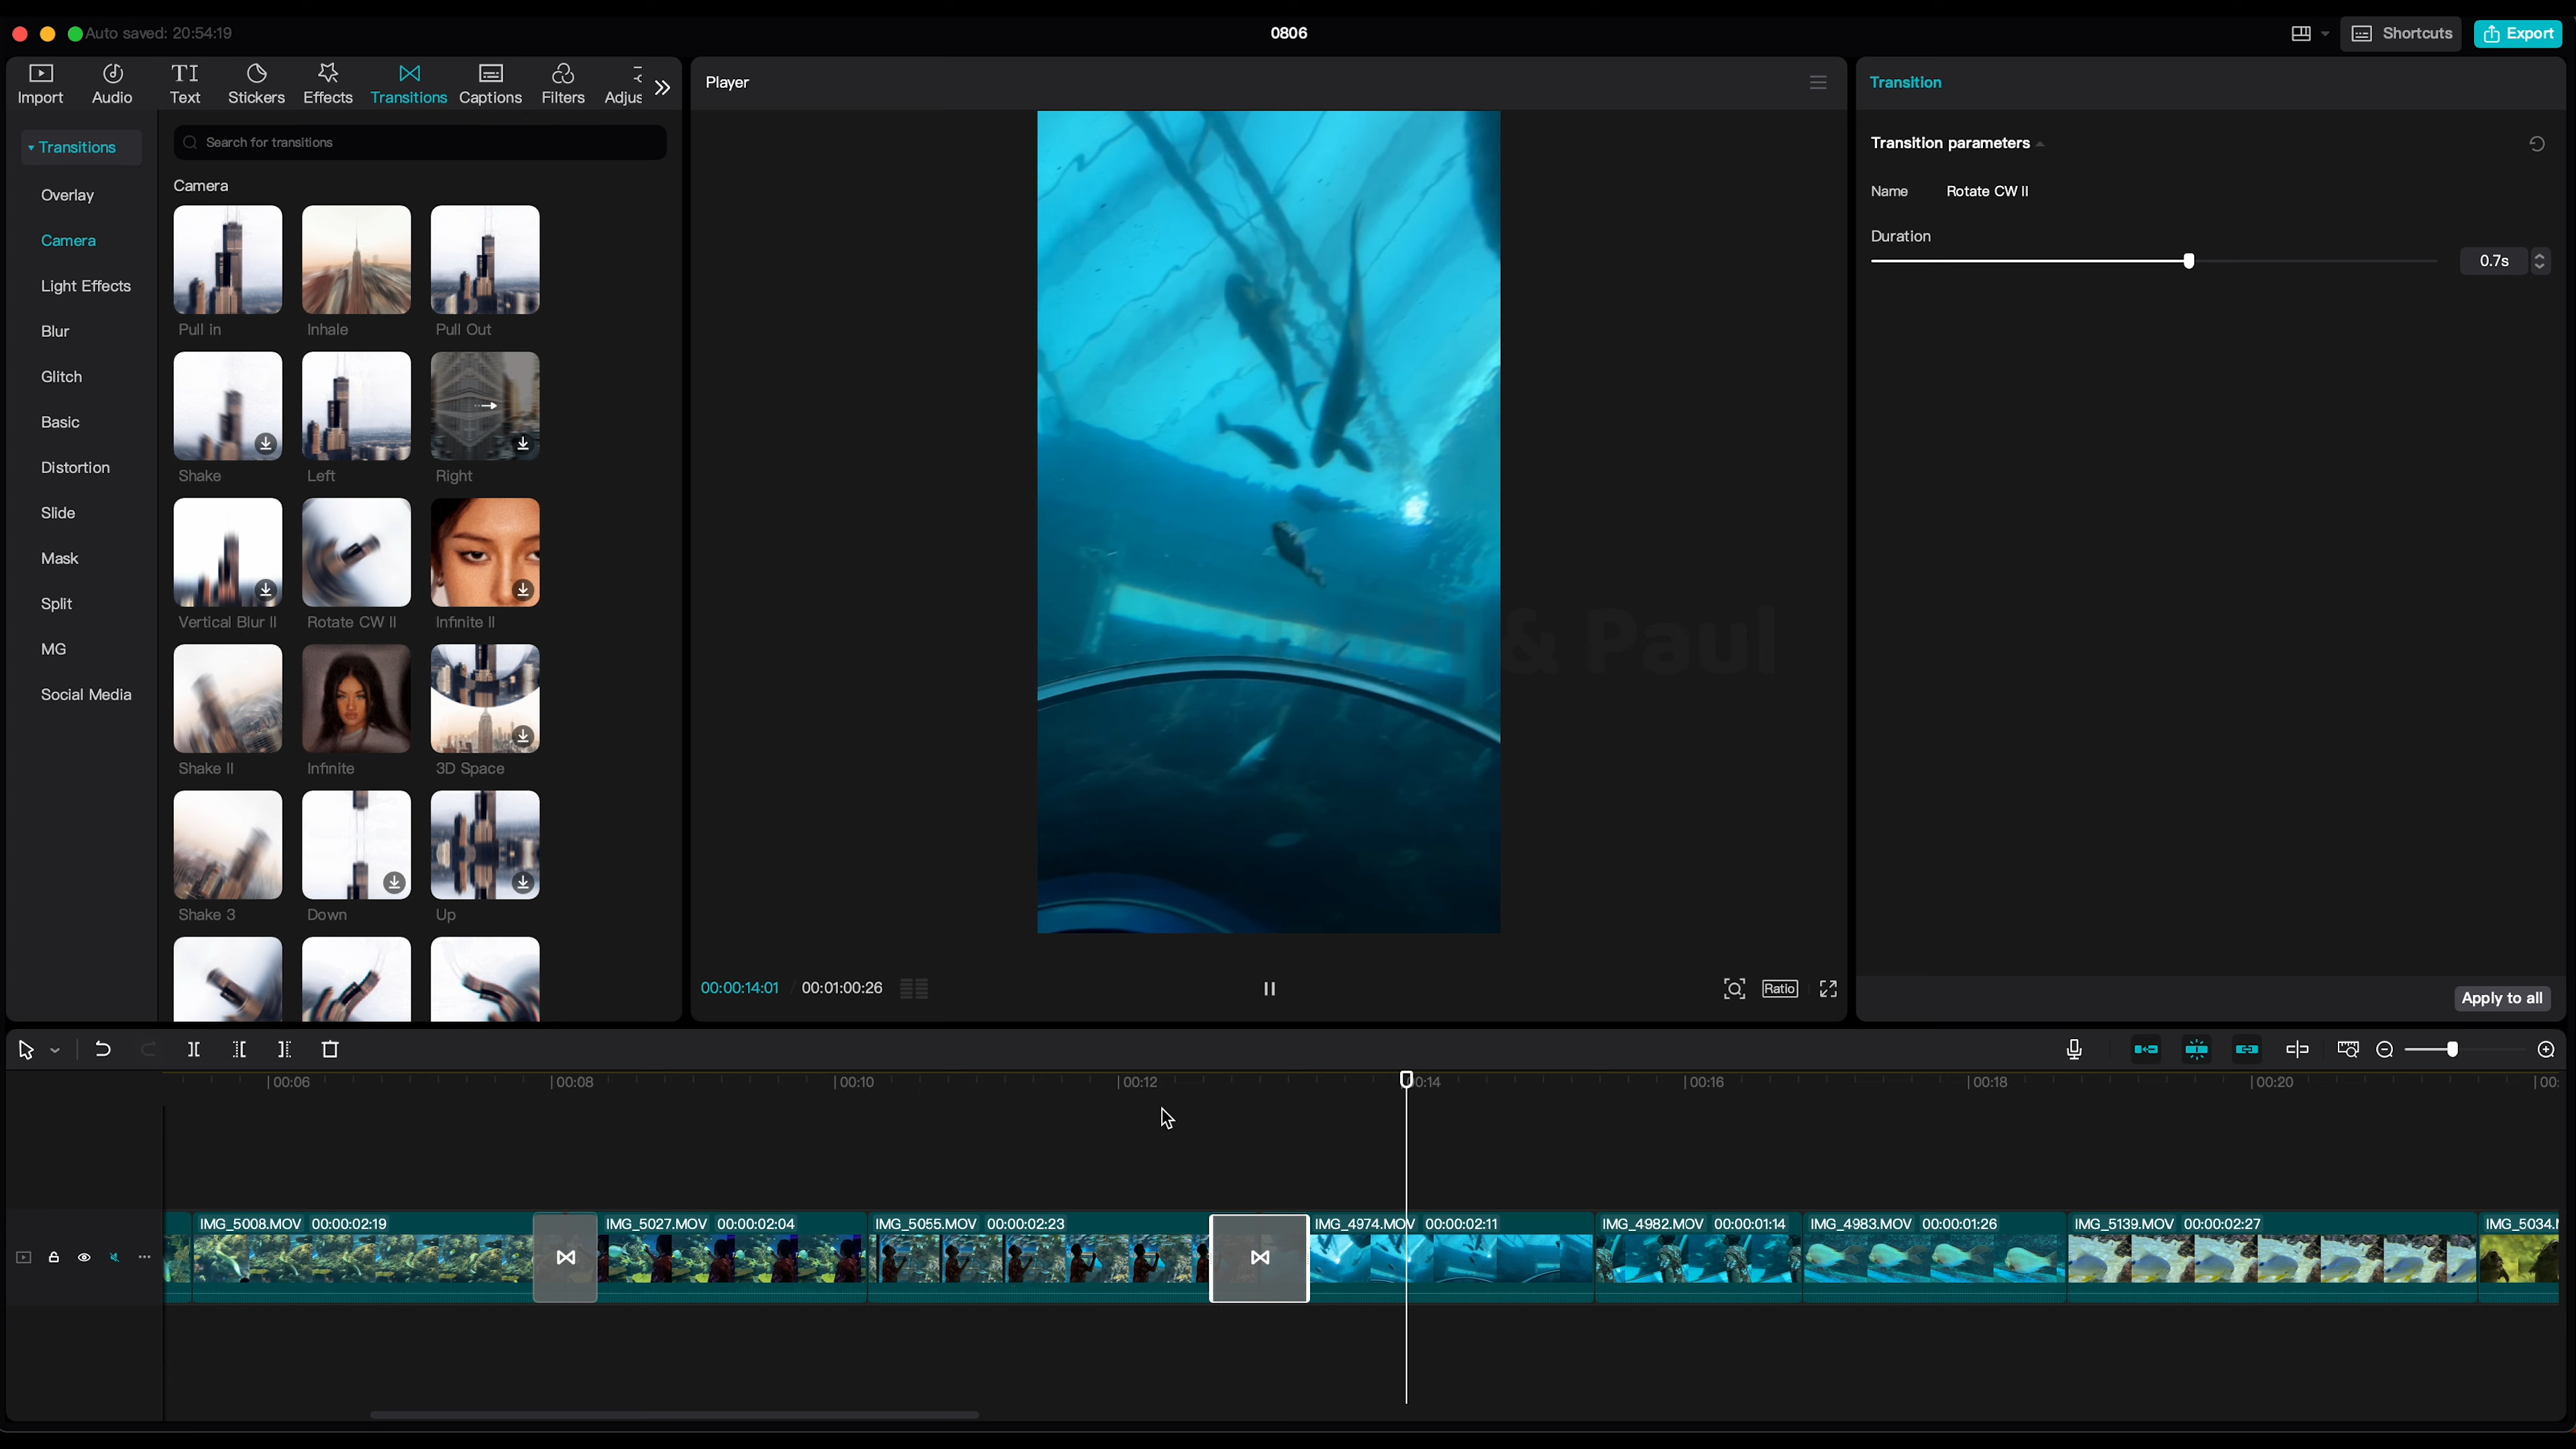 Auto saved: 20:54:19
0806
Shortcuts
Export
Import
Audio
Text
Stickers
Effects
Transitions
Captions
Filters
Adjus
Transitions
Overlay
Camera
Light Effects
Blur
Glitch
Basic
Distortion
Slide
Mask
Split
MG
Social Media
Search for transitions
Camera
Pull in
Inhale
Pull Out
Shake
Left
Right
Vertical Blur II
Rotate CW II
Infinite II
Shake II
Infinite
3D Space
Shake 3
Down
Up
Player
& Paul
00:00:14:01 / 00:01:00:26
Ratio
Transition
Transition parameters
Name Rotate CW II
Duration
0.7s
Apply to all
00:06
00:08
00:10
00:12
00:14
00:16
00:18
00:20
00:
IMG_5008.MOV 00:00:02:19
IMG_5027.MOV 00:00:02:04
IMG_5055.MOV 00:00:02:23
IMG_4974.MOV 00:00:02:11
IMG_4982.MOV 00:00:01:14
IMG_4983.MOV 00:00:01:26
IMG_5139.MOV 00:00:02:27
IMG_5034.M